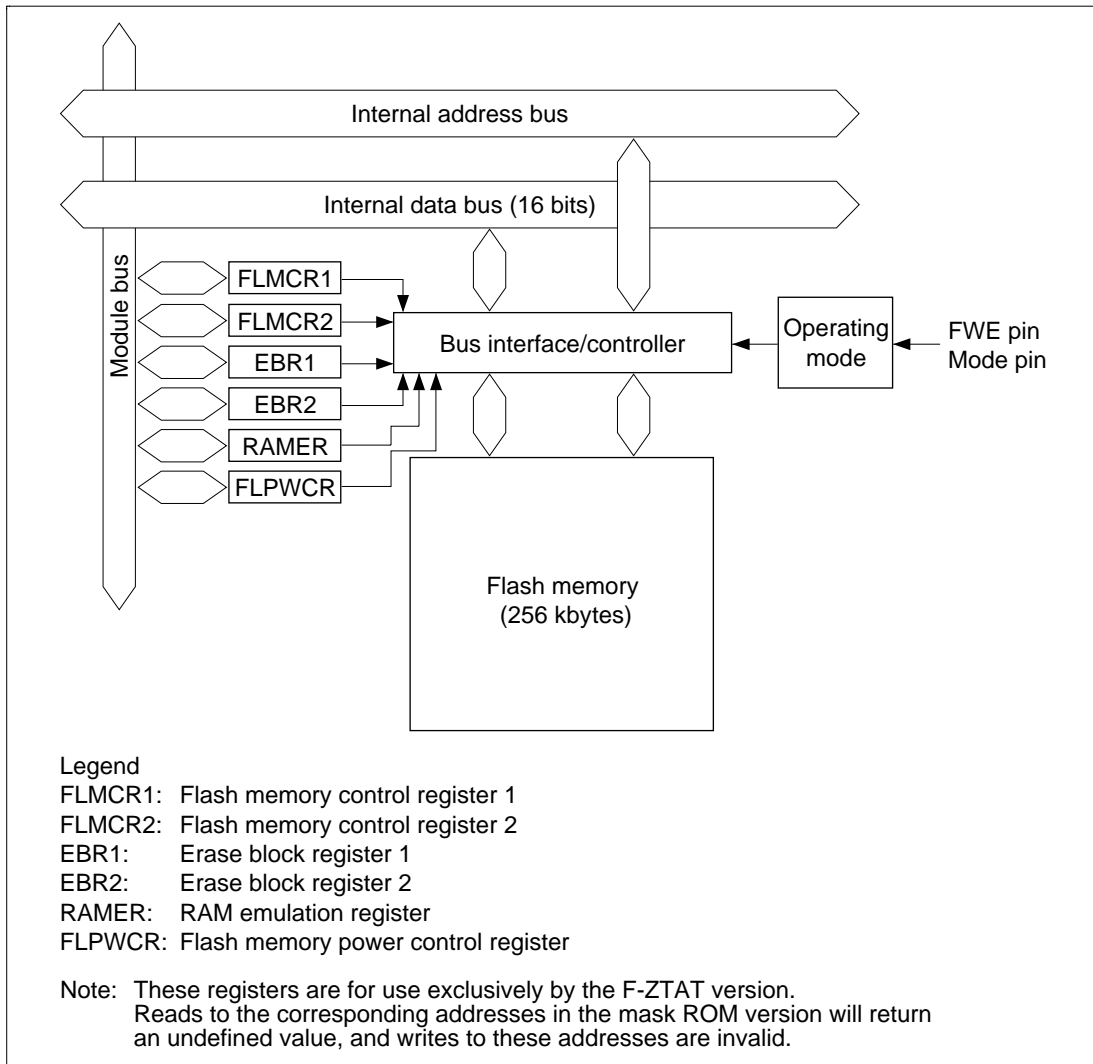 Internal address bus
Internal data bus (16 bits)
Module bus
FLMCR1
FLMCR2
EBR1
EBR2
RAMER
FLPWCR
Bus interface/controller
Operating
mode
FWE pin
Mode pin
Flash memory
(256 kbytes)
Legend
FLMCR1: Flash memory control register 1
FLMCR2: Flash memory control register 2
EBR1: Erase block register 1
EBR2: Erase block register 2
RAMER: RAM emulation register
FLPWCR: Flash memory power control register
Note: These registers are for use exclusively by the F-ZTAT version.
Reads to the corresponding addresses in the mask ROM version will return
an undefined value, and writes to these addresses are invalid.